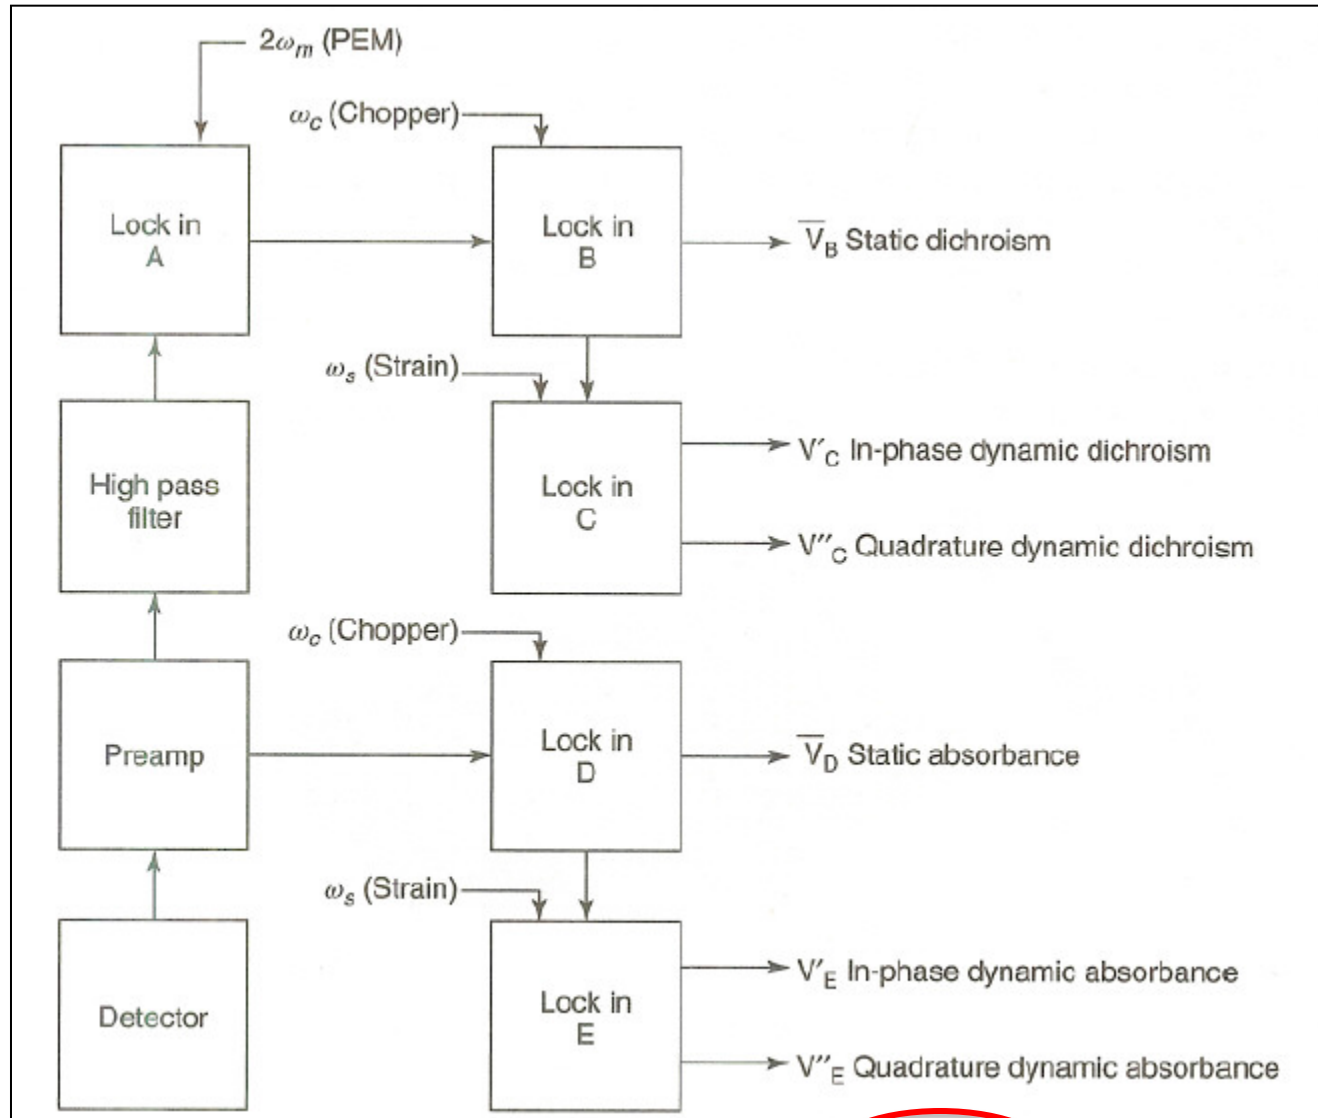 2ωm (PEM)
ωc (Chopper)
Lock in
A
Lock in
B
V̅B Static dichroism
ωs (Strain)
High pass
filter
Lock in
C
V′C In-phase dynamic dichroism
V″C Quadrature dynamic dichroism
ωc (Chopper)
Preamp
Lock in
D
V̅D Static absorbance
ωs (Strain)
Detector
Lock in
E
V′E In-phase dynamic absorbance
V″E Quadrature dynamic absorbance